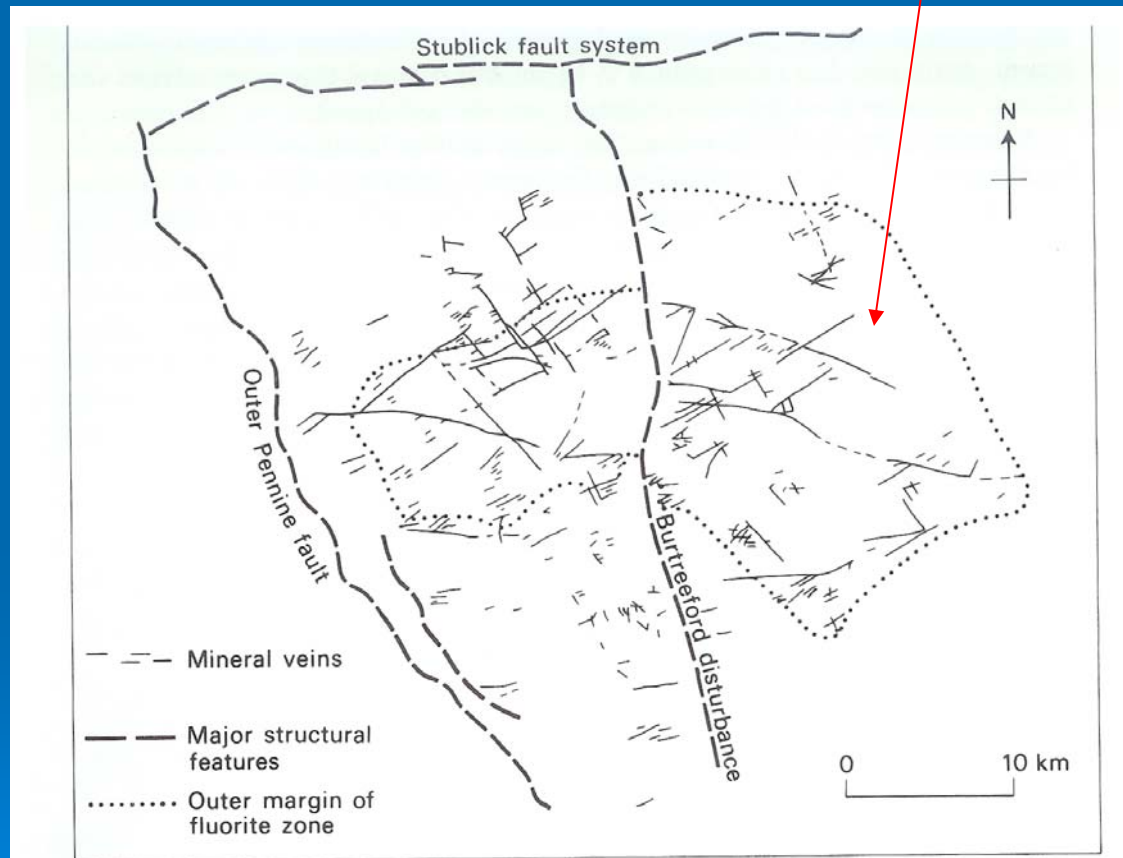 Stublick fault system
N
Outer Pennine fault
Burtreeford disturbance
Mineral veins
Major structural
features
Outer margin of
fluorite zone
0 10 km